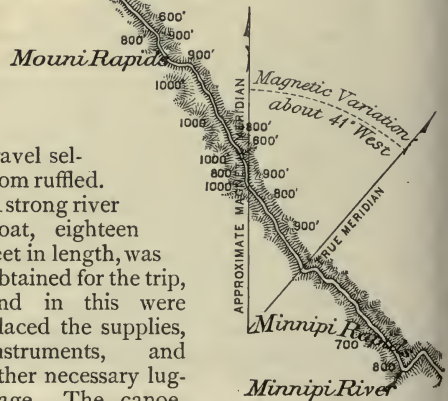 600'
800'
900'
Mouni Rapids
900'
1000'
Magnetic Variation
about 41° West
1000
800'
600'
1000
800
1000
900'
800'
900'
APPROXIMATE MAGNETIC MERIDIAN
TRUE MERIDIAN
Minnipi Rapids
700
800
Minnipi River
ravel sel-
om ruffled.
strong river
oat, eighteen
eet in length, was
btained for the trip,
nd in this were
laced the supplies,
nstruments, and
ther necessary lug-
age. The canoe